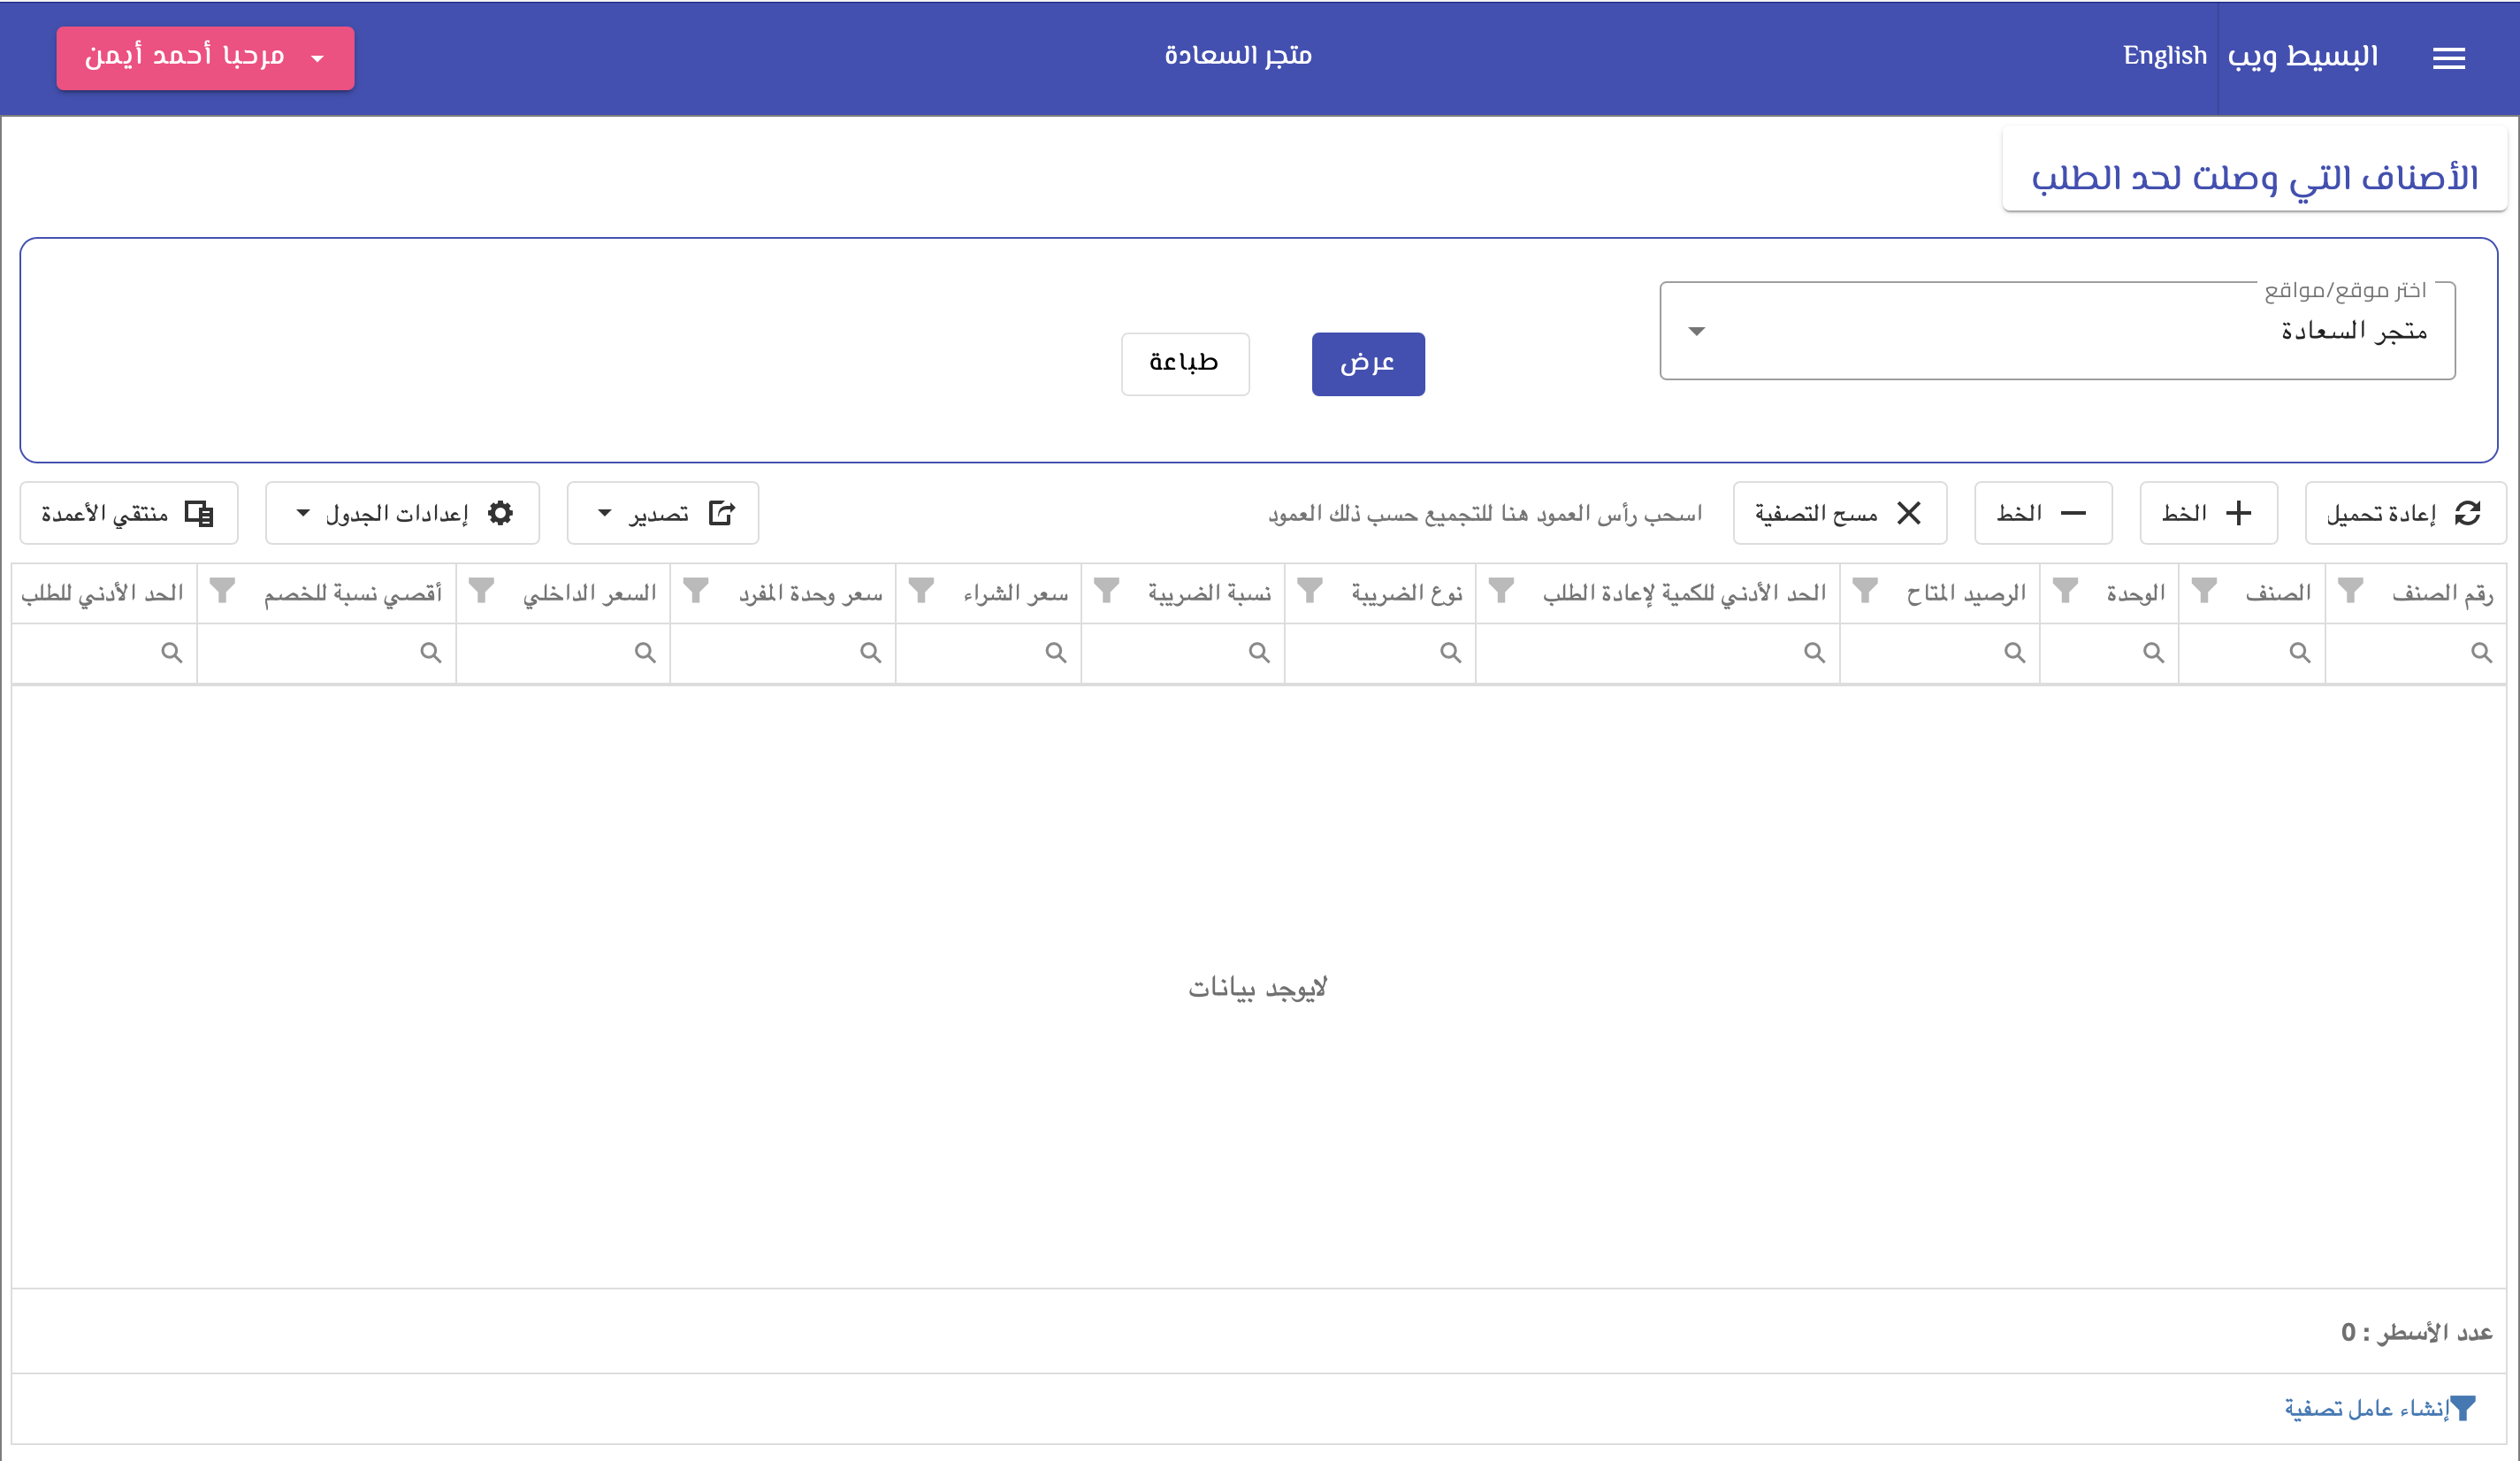 البسيط ويب English متجر السعادة مرحبا أحمد أيمن
الأصناف التي وصلت لحد الطلب
اختر موقع/مواقع
متجر السعادة
عرض طباعة
إعادة تحميل الخط الخط مسح التصفية اسحب رأس العمود هنا للتجميع حسب ذلك العمود تصدير إعدادات الجدول منتقي الأعمدة
رقم الصنف الصنف الوحدة الرصيد المتاح الحد الأدني للكمية لإعادة الطلب نوع الضريبة نسبة الضريبة سعر الشراء سعر وحدة المفرد السعر الداخلي أقصي نسبة للخصم الحد الأدني للطلب
لايوجد بيانات
عدد الأسطر : 0
إنشاء عامل تصفية